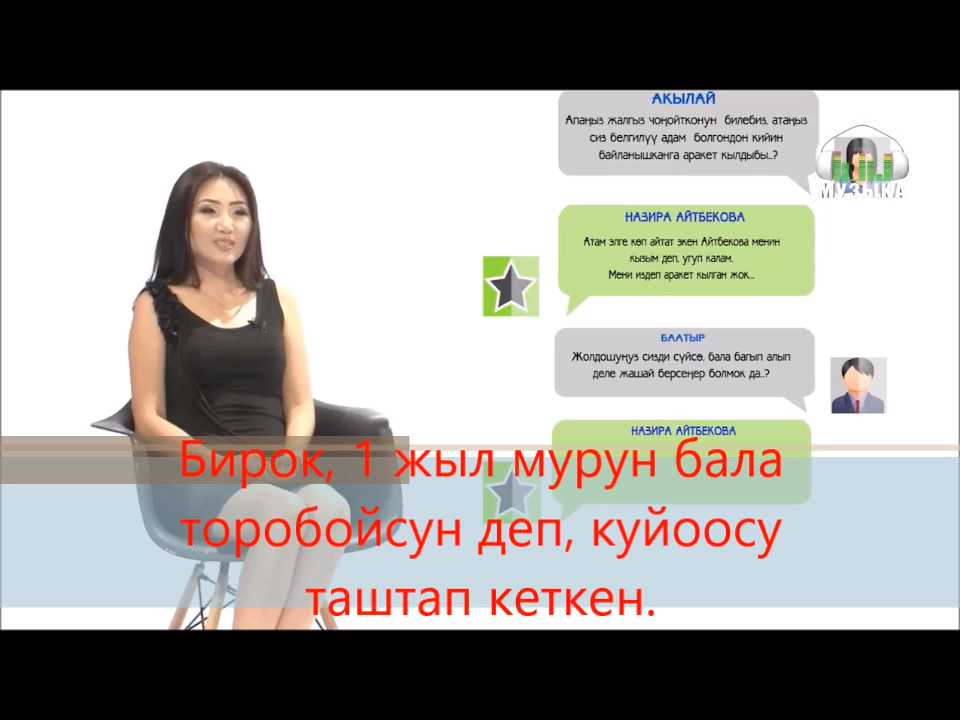 АКЫЛАЙ
Апаңыз жалгыз чоңойтконун билебиз, атаңыз
сиз белгилүү адам болгондон кийин
байланышканга аракет кылдыбы..?
МУЗЫКА
НАЗИРА АЙТБЕКОВА
Атам элге көп айтат экен Айтбекова менин
кызым деп, угуп калам.
Мени издеп аракет кылган жок...
БААТЫР
Жолдошуңуз сизди сүйсө, бала багып алып
деле жашай берсеңер болмок да..?
НАЗИРА АЙТБЕКОВА
Бирок, 1 жыл мурун бала
торобойсун деп, куйоосу
таштап кеткен.